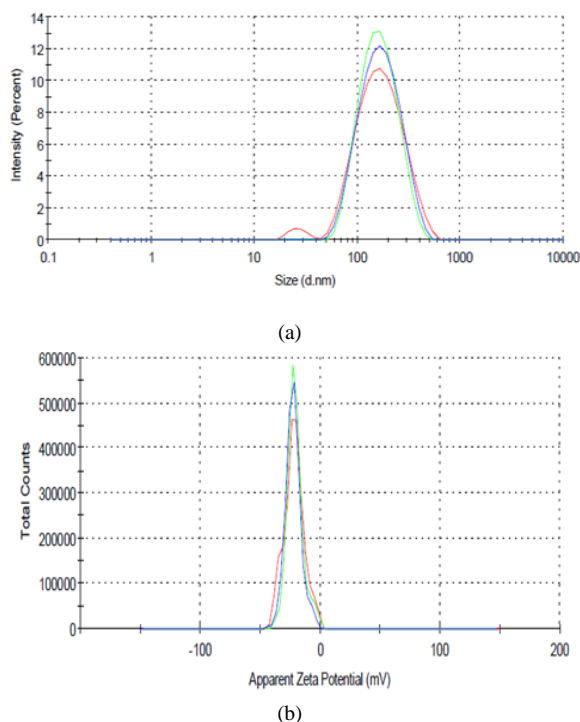 14
12
10
8
6
4
2
0
Intensity (Percent)
0.1 1 10 100 1000 10000
Size (d.nm)
(a)
600000
500000
400000
300000
200000
100000
0
Total Counts
-100 0 100 200
Apparent Zeta Potential (mV)
(b)